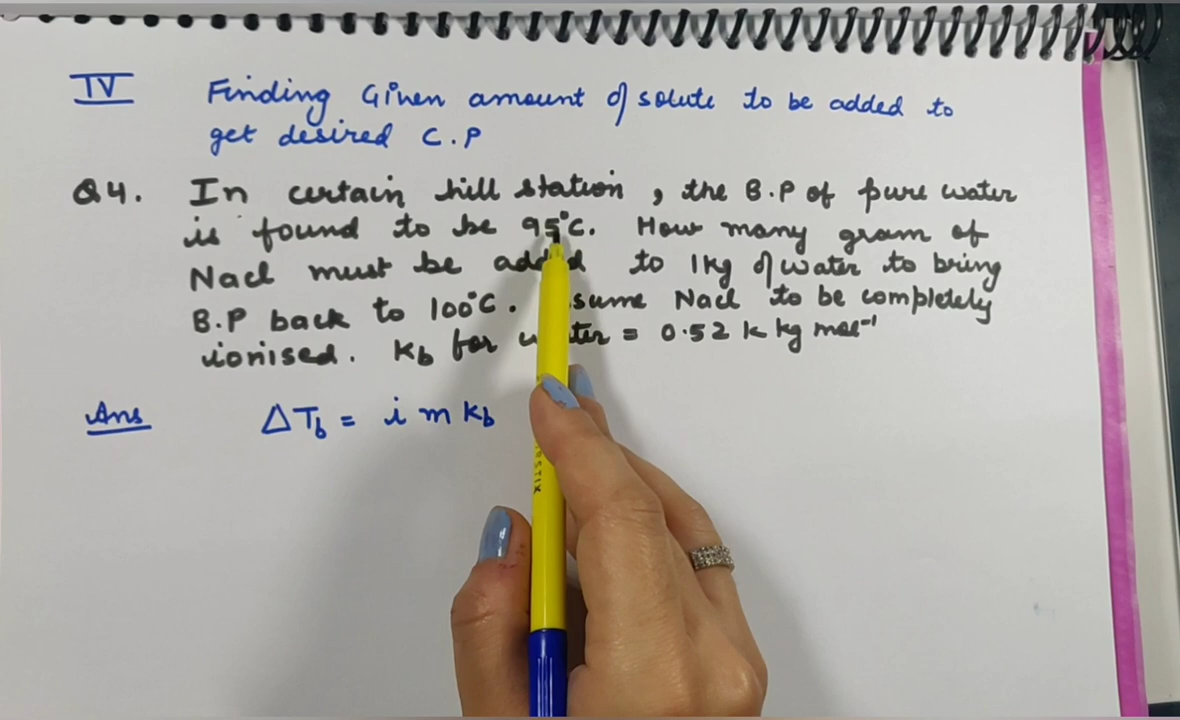 IV Finding Given amount of solute to be added to
get desired C.P
Q4. In certain hill station, the B.P of pure water
is found to be 95°C. How many gram of
NaCl must be to 1kg of water to bring
B.P back to 100°C. NaCl to be completely
ionised. Kb for = 0.52 K kg mol⁻¹
Ans ΔTb = i m Kb